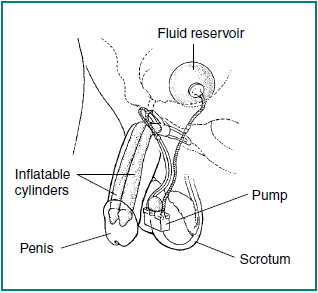 Fluid reservoir
Inflatable
cylinders
Pump
Penis
Scrotum